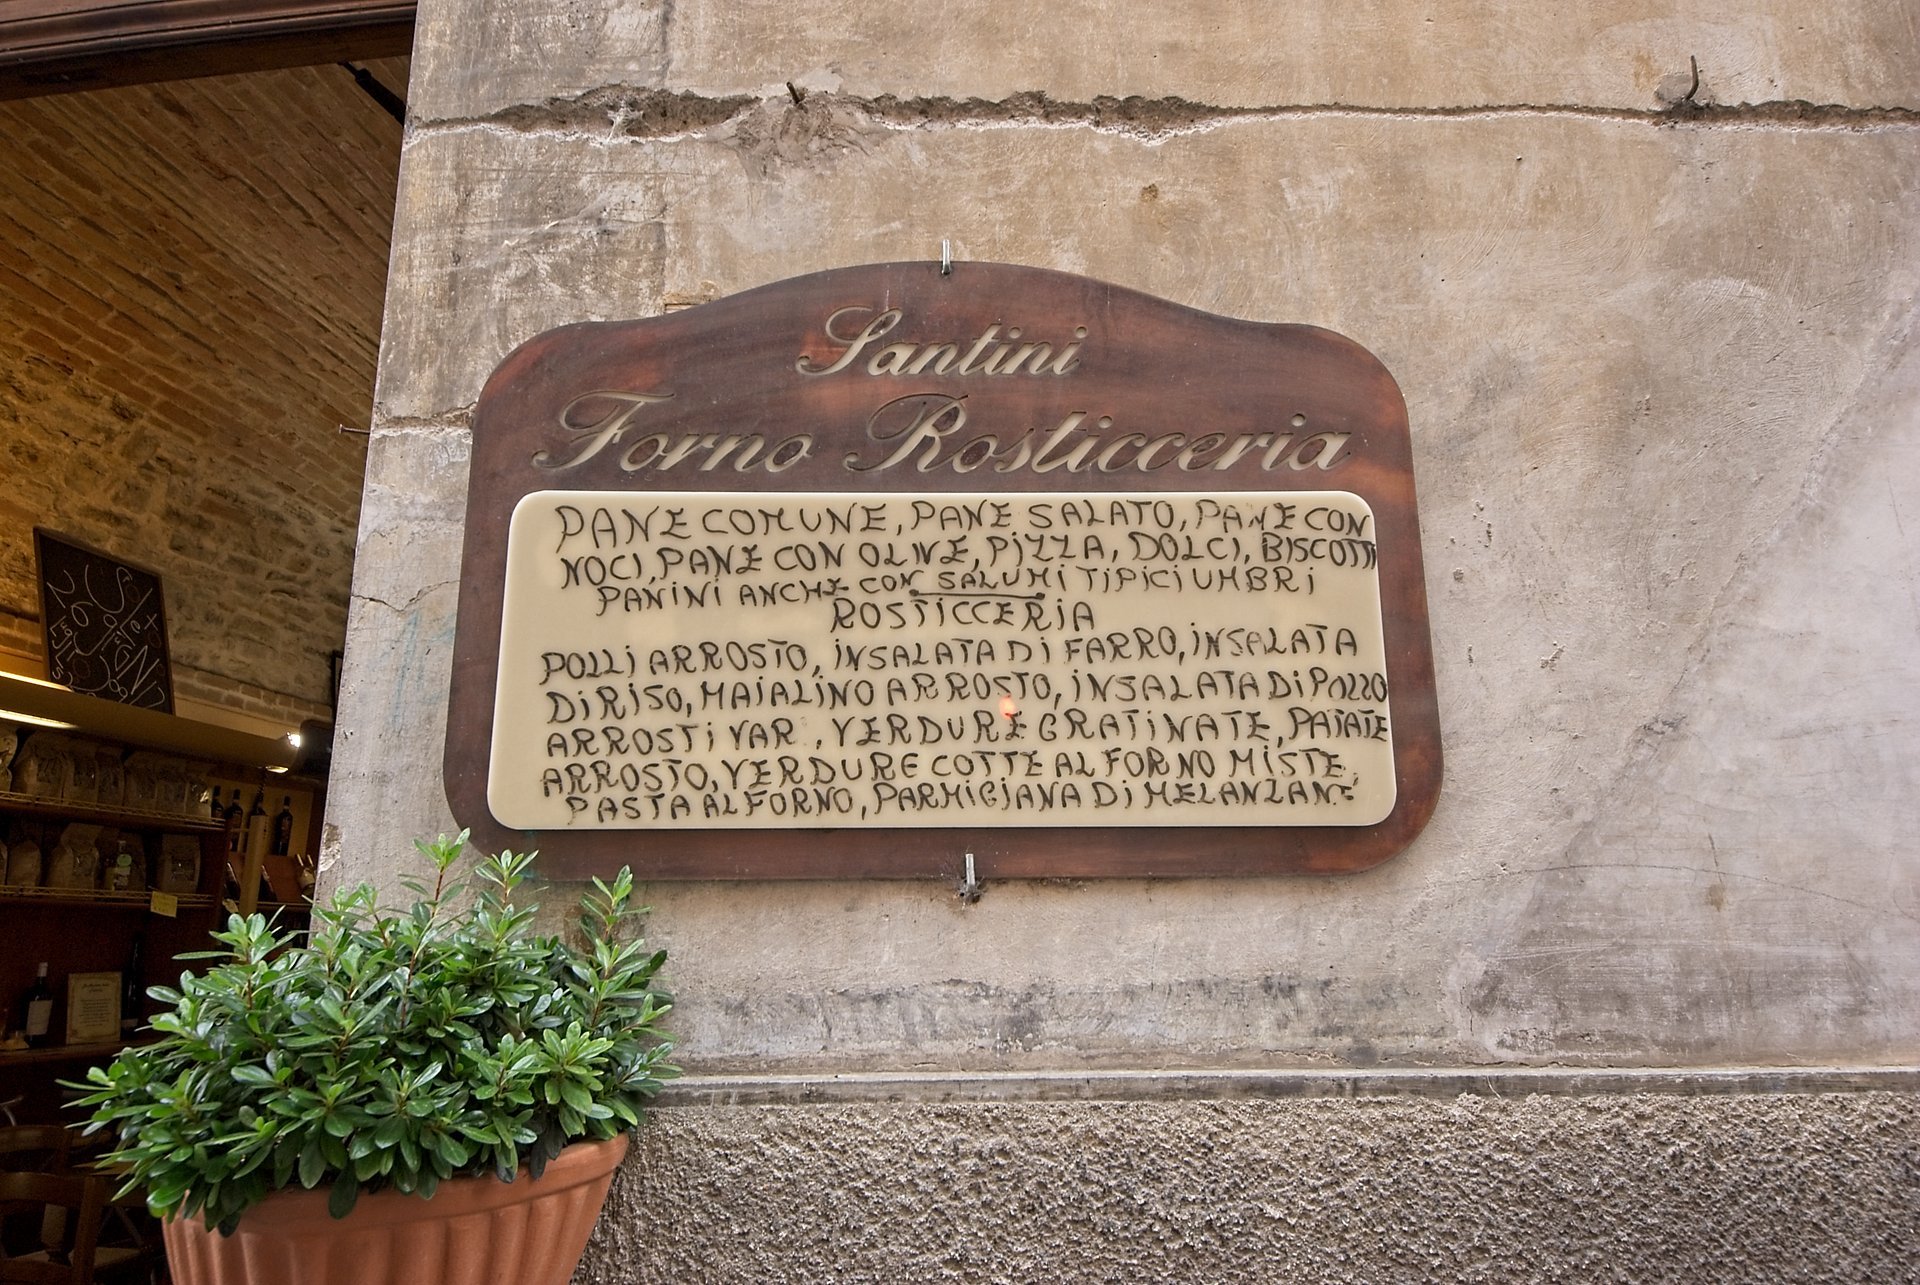 Santini
Forno Rosticceria
PANE COMUNE, PANE SALATO, PANE CON
NOCI, PANE CON OLIVE, PiZZA, DOLCI, BISCOTTI
PANiNi ANCHE CON SALUMI TiPiCi UMBRi
ROSTiCCERiA
POLLi ARROSTO, iNSALATA Di FARRO, iNSALATA
Di RiSO, MAiALiNO ARROSTO, iNSALATA Di POLLO
ARROSTi VAR, VERDURE GRATiNATE, PATATE
ARROSTO, VERDURE COTTE AL FORNO MiSTE,
PASTA AL FORNO, PARMiGiANA Di MELANZANE